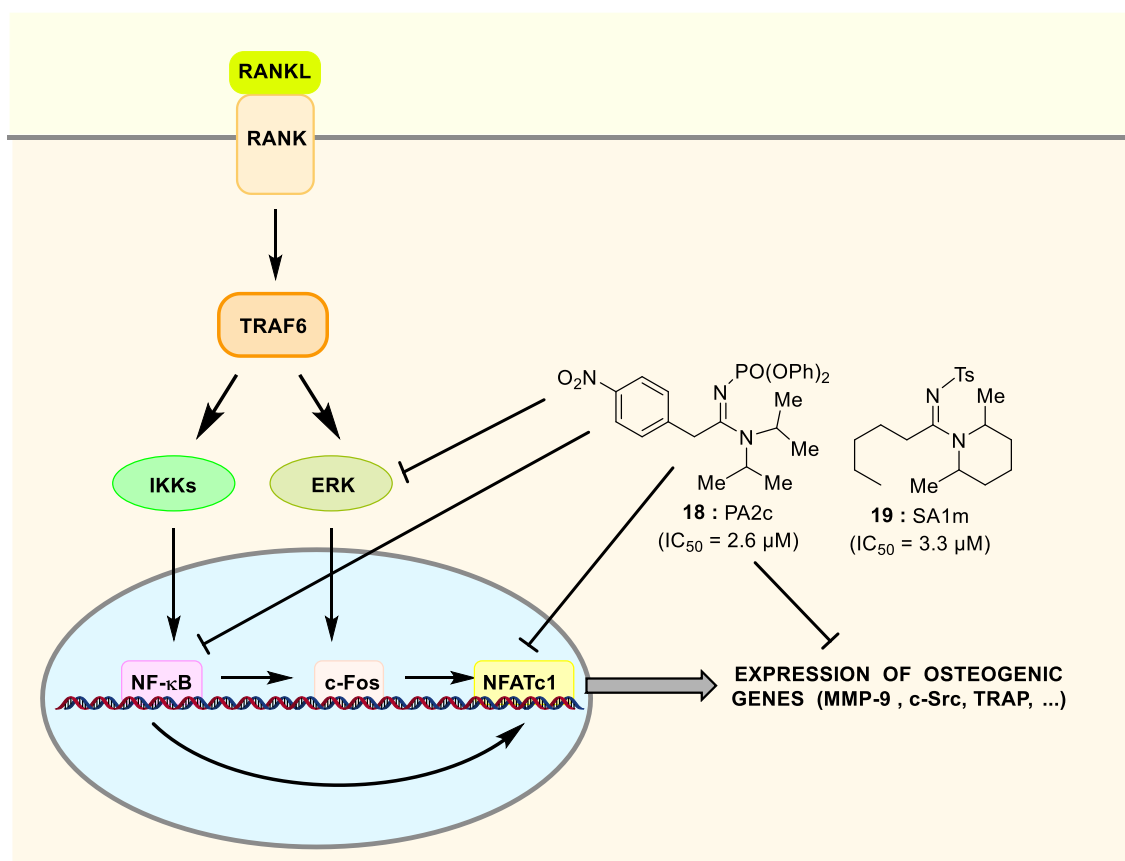 RANKL
RANK
TRAF6
IKKs
ERK
O₂N
PO(OPh)₂
N
Me
N
Me
Me
Me
18 : PA2c
(IC₅₀ = 2.6 µM)
Ts
N
Me
N
Me
19 : SA1m
(IC₅₀ = 3.3 µM)
NF-κB
c-Fos
NFATc1
EXPRESSION OF OSTEOGENIC
GENES (MMP-9 , c-Src, TRAP, ...)